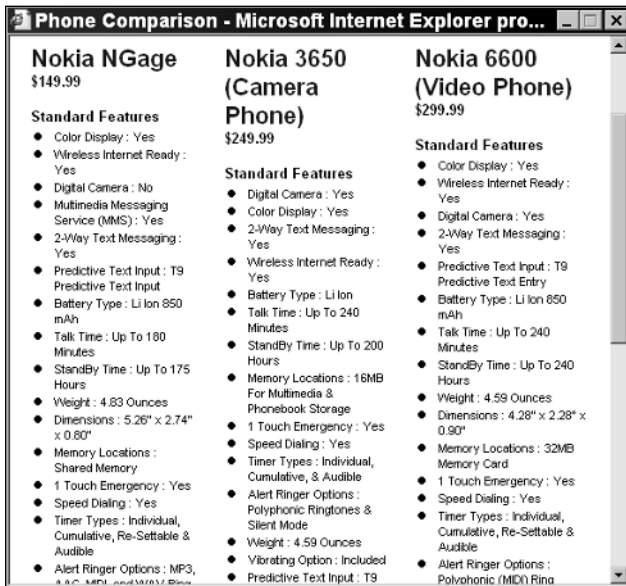 Phone Comparison - Microsoft Internet Explorer pro...
Nokia NGage
$149.99
Standard Features
Color Display : Yes
Wireless Internet Ready :
Yes
Digital Camera : No
Multimedia Messaging
Service (MMS) : Yes
2-Way Text Messaging :
Yes
Predictive Text Input : T9
Predictive Text Input
Battery Type : Li Ion 850
mAh
Talk Time : Up To 180
Minutes
StandBy Time : Up To 175
Hours
Weight : 4.83 Ounces
Dimensions : 5.26" x 2.74"
x 0.80"
Memory Locations :
Shared Memory
1 Touch Emergency : Yes
Speed Dialing : Yes
Timer Types : Individual,
Cumulative, Re-Settable &
Audible
Alert Ringer Options : MP3,
AAC, MIDI, and WAV Ring
Nokia 3650
(Camera
Phone)
$249.99
Standard Features
Digital Camera : Yes
Color Display : Yes
2-Way Text Messaging :
Yes
Wireless Internet Ready :
Yes
Battery Type : Li Ion
Talk Time : Up To 240
Minutes
StandBy Time : Up To 200
Hours
Memory Locations : 16MB
For Multimedia &
Phonebook Storage
1 Touch Emergency : Yes
Speed Dialing : Yes
Timer Types : Individual,
Cumulative, & Audible
Alert Ringer Options :
Polyphonic Ringtones &
Silent Mode
Weight : 4.59 Ounces
Vibrating Option : Included
Predictive Text Input : T9
Nokia 6600
(Video Phone)
$299.99
Standard Features
Color Display : Yes
Wireless Internet Ready :
Yes
Digital Camera : Yes
2-Way Text Messaging :
Yes
Predictive Text Input : T9
Predictive Text Entry
Battery Type : Li Ion 850
mAh
Talk Time : Up To 240
Minutes
StandBy Time : Up To 240
Hours
Weight : 4.59 Ounces
Dimensions : 4.28" x 2.28" x
0.90"
Memory Locations : 32MB
Memory Card
1 Touch Emergency : Yes
Speed Dialing : Yes
Timer Types : Individual,
Cumulative, Re-Settable &
Audible
Alert Ringer Options :
Polyphonic (MIDI) Ring